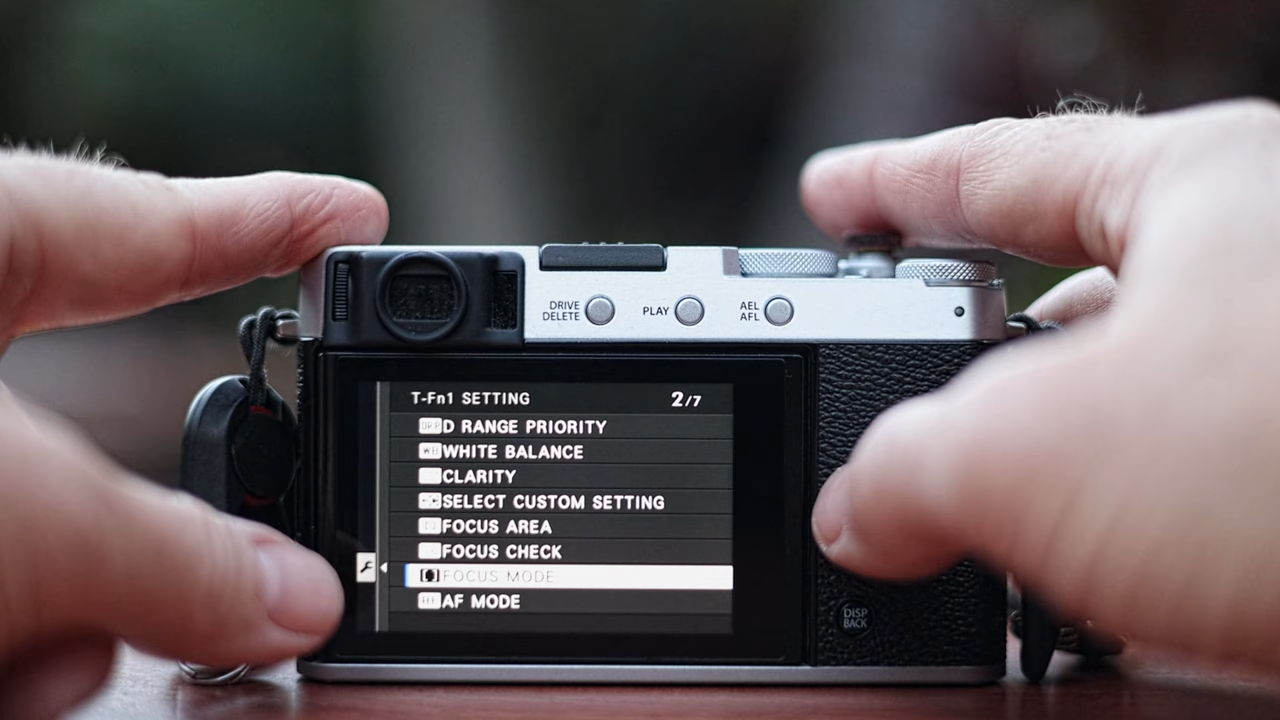 DRIVE
DELETE
PLAY
AEL
AFL
T-Fn1 SETTING 2/7
D RANGE PRIORITY
WHITE BALANCE
CLARITY
SELECT CUSTOM SETTING
FOCUS AREA
FOCUS CHECK
FOCUS MODE
AF MODE
DISP
BACK